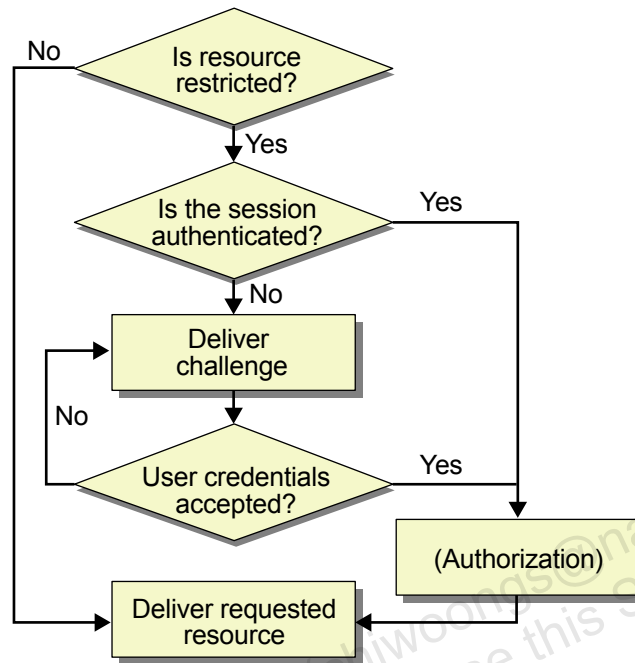 No
Is resource
restricted?
Yes
Is the session
authenticated?
Yes
No
Deliver
challenge
No
User credentials
accepted?
Yes
(Authorization)
Deliver requested
resource